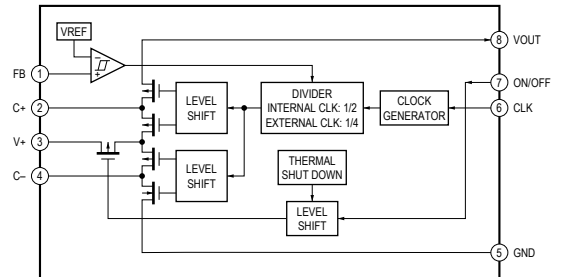 VREF
8 VOUT
FB 1
7 ON/OFF
C+ 2
LEVEL
SHIFT
DIVIDER
INTERNAL CLK: 1/2
EXTERNAL CLK: 1/4
CLOCK
GENERATOR
6 CLK
V+ 3
C– 4
LEVEL
SHIFT
THERMAL
SHUT DOWN
LEVEL
SHIFT
5 GND
− 
+